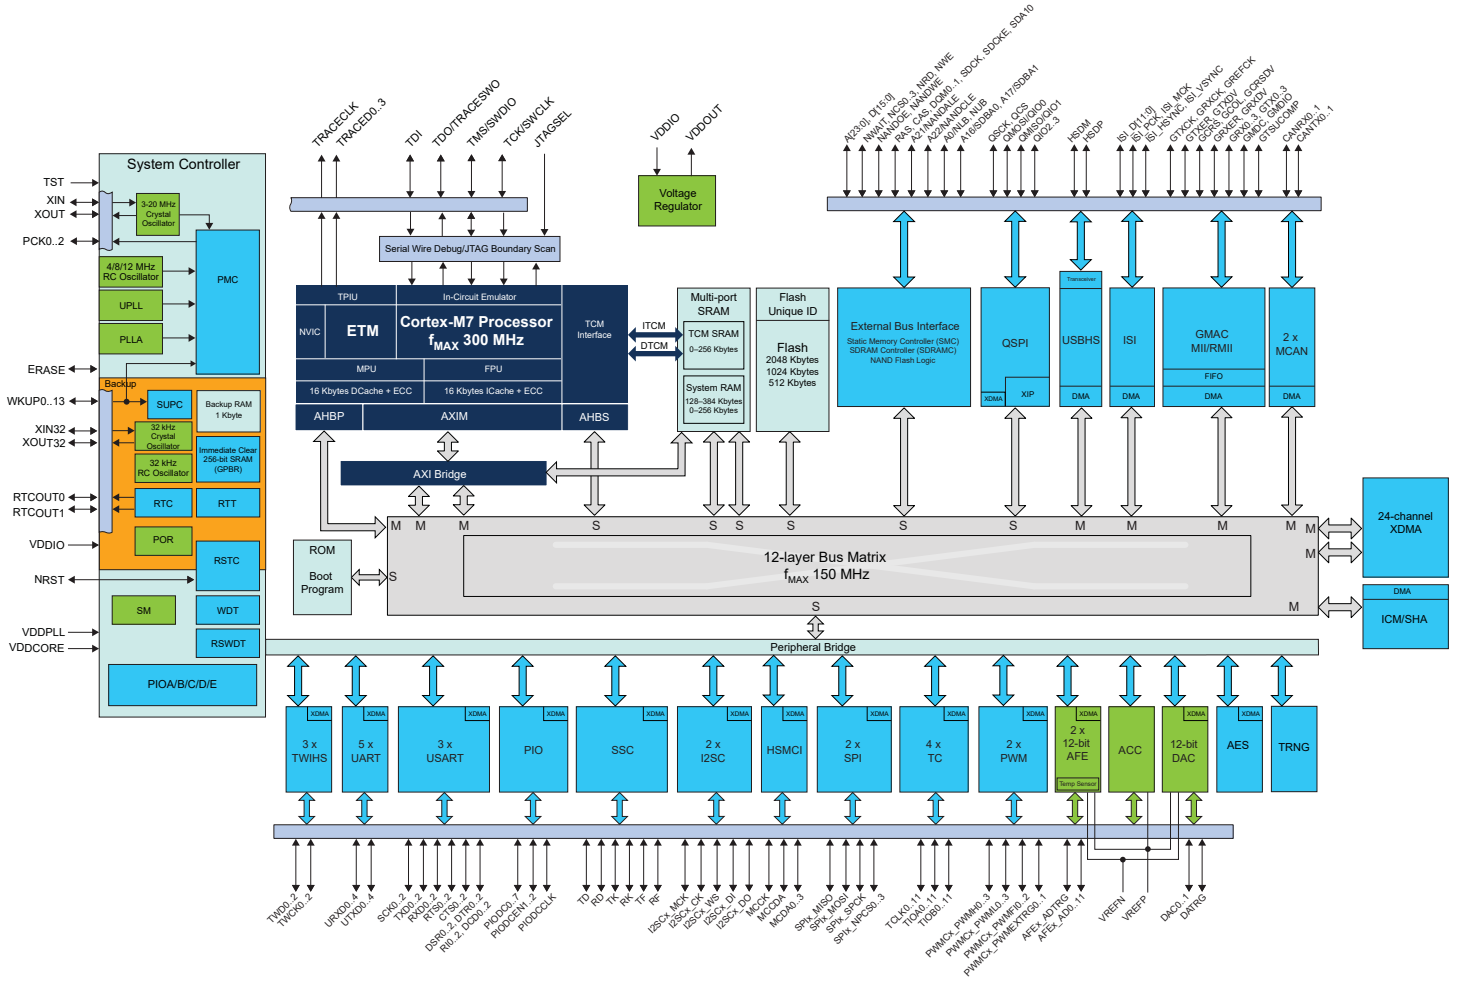 A[23:0], D[15:0]
NWAIT, NCS0..3, NRD, NWE
NANDOE, NANDWE
RAS, CAS, DQM0..1, SDCK, SDCKE, SDA10
A21/NANDALE
A22/NANDCLE
A0/NLB, NUB
A16/SDBA0, A17/SDBA1
QSCK, QCS
QMOSI/QIO0
QMISO/QIO1
QIO2..3
HSDM
HSDP
ISI_D[11:0]
ISI_PCK, ISI_MCK
ISI_HSYNC, ISI_VSYNC
GTXCK, GRXCK, GREFCK
GTXER, GTXDV
GCRS, GCOL, GCRSDV
GRXER, GRXDV
GRX0..3, GTX0..3
GMDC, GMDIO
GTSUCOMP
CANRX0..1
CANTX0..1
TRACECLK
TRACED0..3
TDI
TDO/TRACESWO
TMS/SWDIO
TCK/SWCLK
JTAGSEL
VDDIO
VDDOUT
Voltage
Regulator
System Controller
TST
XIN
XOUT
PCK0..2
ERASE
WKUP0..13
XIN32
XOUT32
RTCOUT0
RTCOUT1
VDDIO
NRST
VDDPLL
VDDCORE
3-20 MHz
Crystal
Oscillator
4/8/12 MHz
RC Oscillator
UPLL
PLLA
PMC
Backup
SUPC
Backup RAM
1 Kbyte
32 kHz
Crystal
Oscillator
Immediate Clear
256-bit SRAM
(GPBR)
32 kHz
RC Oscillator
RTC
RTT
POR
RSTC
SM
WDT
RSWDT
PIOA/B/C/D/E
Serial Wire Debug/JTAG Boundary Scan
TPIU
In-Circuit Emulator
NVIC
ETM
Cortex-M7 Processor
fMAX 300 MHz
TCM
Interface
MPU
FPU
16 Kbytes DCache + ECC
16 Kbytes ICache + ECC
AHBP
AXIM
AHBS
AXI Bridge
ITCM
DTCM
Multi-port
SRAM
TCM SRAM
0–256 Kbytes
System RAM
128–384 Kbytes
0–256 Kbytes
Flash
Unique ID
Flash
2048 Kbytes
1024 Kbytes
512 Kbytes
External Bus Interface
Static Memory Controller (SMC)
SDRAM Controller (SDRAMC)
NAND Flash Logic
QSPI
XDMA
XIP
Transceiver
USBHS
DMA
ISI
DMA
GMAC
MII/RMII
FIFO
DMA
2 x
MCAN
DMA
M M M S S S S S S M M M M
ROM
Boot
Program
S
12-layer Bus Matrix
fMAX 150 MHz
M
M
M
S
24-channel
XDMA
DMA
ICM/SHA
Peripheral Bridge
XDMA
3 x
TWIHS
XDMA
5 x
UART
XDMA
3 x
USART
XDMA
PIO
XDMA
SSC
XDMA
2 x
I2SC
XDMA
HSMCI
XDMA
2 x
SPI
XDMA
4 x
TC
XDMA
2 x
PWM
XDMA
2 x
12-bit
AFE
Temp Sensor
ACC
XDMA
12-bit
DAC
XDMA
AES
TRNG
TWD0..2
TWCK0..2
URXD0..4
UTXD0..4
SCK0..2
TXD0..2
RXD0..2
RTS0..2
CTS0..2
DSR0..2, DTR0..2
RI0..2, DCD0..2
PIODC0..7
PIODCEN1..2
PIODCCLK
TD
RD
TK
RK
TF
RF
I2SCx_MCK
I2SCx_CK
I2SCx_WS
I2SCx_DI
I2SCx_DO
MCCK
MCCDA
MCDA0..3
SPIx_MISO
SPIx_MOSI
SPIx_SPCK
SPIx_NPCS0..3
TCLK0..11
TIOA0..11
TIOB0..11
PWMCx_PWMH0..3
PWMCx_PWML0..3
PWMCx_PWMFI0..2
PWMCx_PWMEXTRG0..1
AFEx_ADTRG
AFEx_AD0..11
VREFN
VREFP
DAC0..1
DATRG